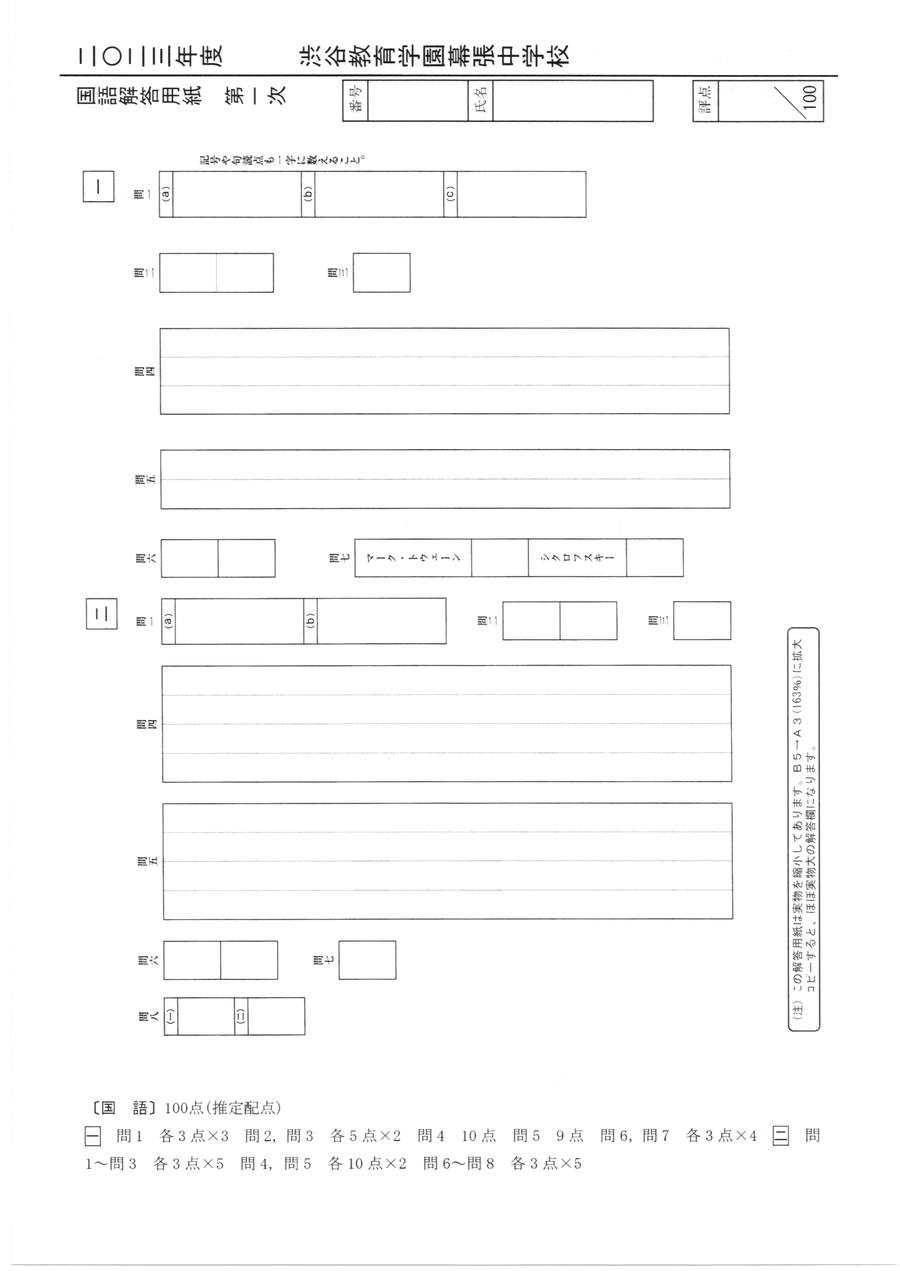 二〇二三年度　渋谷教育学園幕張中学校
国語解答用紙　第一次
番号
氏名
評点
／100
記号や句読点も一字に数えること。
一
問一 (a) (b) (c)
問二
問三
問四
問五
問六
問七 マーク・トウェーン シクロフスキー
二
問一 (a) (b)
問二
問三
問四
問五
問六
問七
問八 (一) (二)
(注) この解答用紙は実物を縮小してあります。B5→A3(163%)に拡大
コピーすると、ほぼ実物大の解答欄になります。
〔国　語〕100点(推定配点)
一　問1　各3点×3　問2, 問3　各5点×2　問4　10点　問5　9点　問6, 問7　各3点×4　二　問
1～問3　各3点×5　問4, 問5　各10点×2　問6～問8　各3点×5